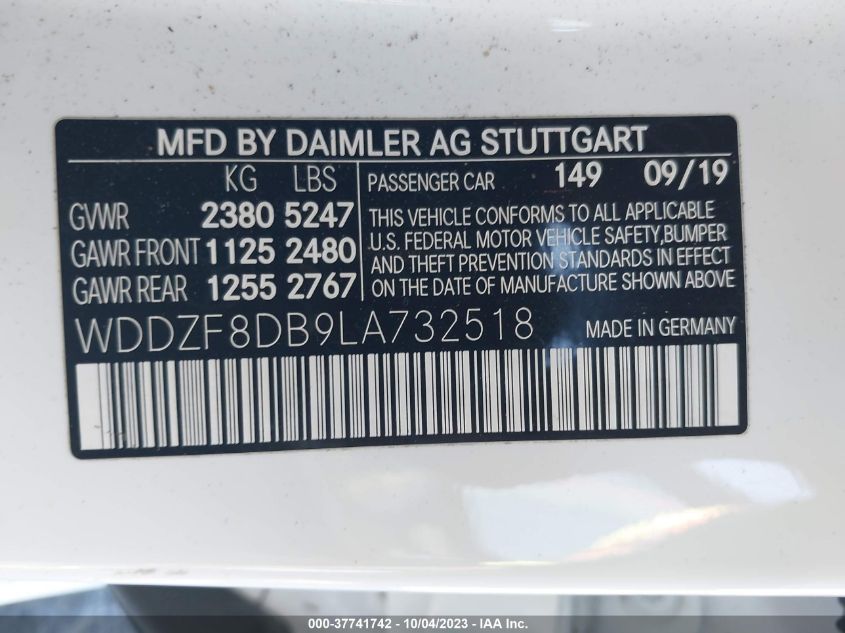 MFD BY DAIMLER AG STUTTGART
KG LBS
GVWR 2380 5247
GAWR FRONT 1125 2480
GAWR REAR 1255 2767
PASSENGER CAR 149 09/19
THIS VEHICLE CONFORMS TO ALL APPLICABLE
U.S. FEDERAL MOTOR VEHICLE SAFETY,BUMPER
AND THEFT PREVENTION STANDARDS IN EFFECT
ON THE DATE OF MANUFACTURE SHOWN ABOVE
WDDZF8DB9LA732518 MADE IN GERMANY
000-37741742 - 10/04/2023 - IAA Inc.